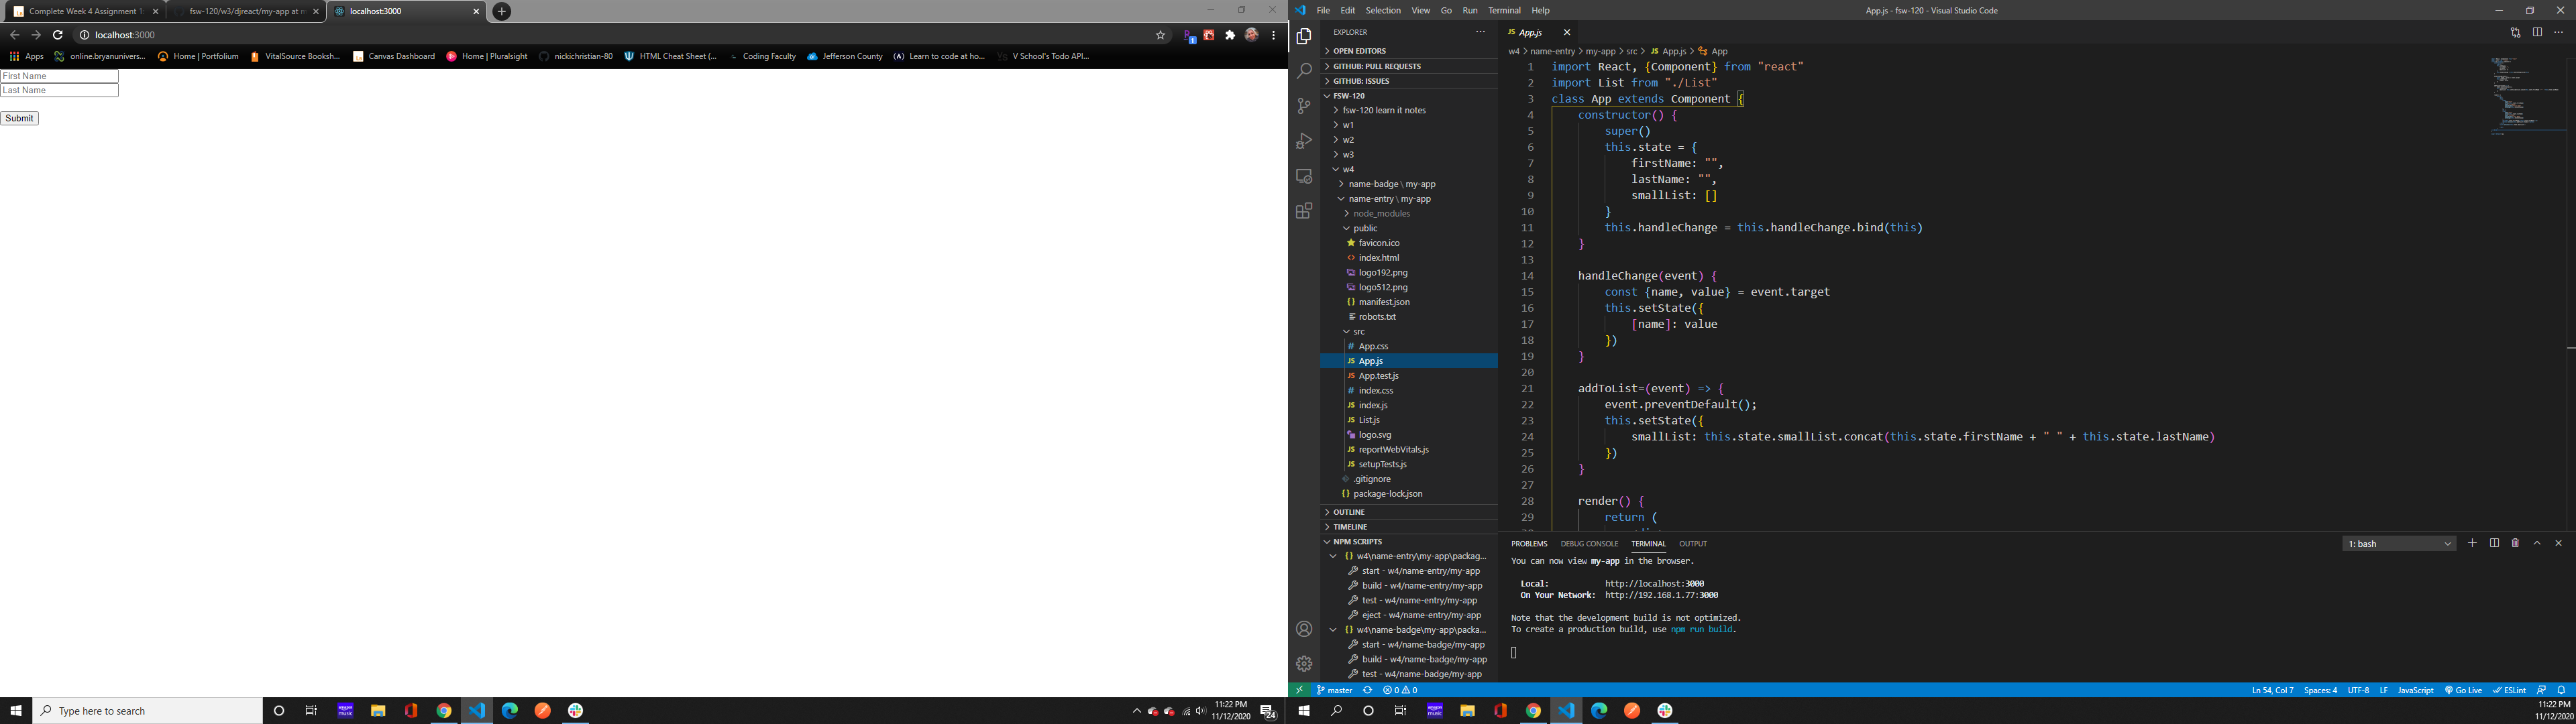 Complete Week 4 Assignment 1:
fsw-120/w3/djreact/my-app at m
localhost:3000
localhost:3000
Apps
online.bryanunivers...
Home | Portfolium
VitalSource Booksh...
Canvas Dashboard
Home | Pluralsight
nickichristian-80
HTML Cheat Sheet (...
Coding Faculty
Jefferson County
Learn to code at ho...
V School's Todo API...
First Name
Last Name
Submit
Type here to search
11:22 PM
11/12/2020
24
File Edit Selection View Go Run Terminal Help
App.js - fsw-120 - Visual Studio Code
EXPLORER
OPEN EDITORS
GITHUB: PULL REQUESTS
GITHUB: ISSUES
FSW-120
fsw-120 learn it notes
w1
w2
w3
w4
name-badge \ my-app
name-entry \ my-app
node_modules
public
favicon.ico
index.html
logo192.png
logo512.png
manifest.json
robots.txt
src
App.css
App.js
App.test.js
index.css
index.js
List.js
logo.svg
reportWebVitals.js
setupTests.js
.gitignore
package-lock.json
OUTLINE
TIMELINE
NPM SCRIPTS
w4\name-entry\my-app\packag...
start - w4/name-entry/my-app
build - w4/name-entry/my-app
test - w4/name-entry/my-app
eject - w4/name-entry/my-app
w4\name-badge\my-app\packa...
start - w4/name-badge/my-app
build - w4/name-badge/my-app
test - w4/name-badge/my-app
JS App.js
w4 > name-entry > my-app > src > JS App.js > App
1 import React, {Component} from "react"
2 import List from "./List"
3 class App extends Component {
4 constructor() {
5 super()
6 this.state = {
7 firstName: "",
8 lastName: "",
9 smallList: []
10 }
11 this.handleChange = this.handleChange.bind(this)
12 }
13
14 handleChange(event) {
15 const {name, value} = event.target
16 this.setState({
17 [name]: value
18 })
19 }
20
21 addToList=(event) => {
22 event.preventDefault();
23 this.setState({
24 smallList: this.state.smallList.concat(this.state.firstName + " " + this.state.lastName)
25 })
26 }
27
28 render() {
29 return (
PROBLEMS DEBUG CONSOLE TERMINAL OUTPUT
1: bash
You can now view my-app in the browser.
Local: http://localhost:3000
On Your Network: http://192.168.1.77:3000
Note that the development build is not optimized.
To create a production build, use npm run build.
master
0 0
Ln 54, Col 7 Spaces: 4 UTF-8 LF JavaScript Go Live ESLint
11:22 PM
11/12/2020